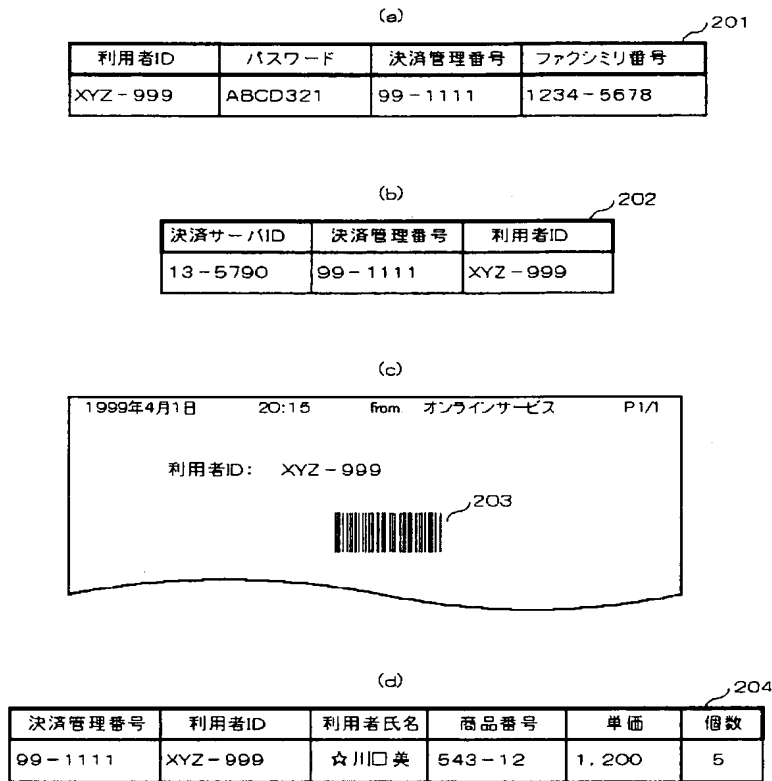 (a)
201
利用者ID パスワード 決済管理番号 ファクシミリ番号
XYZ-999 ABCD321 99-1111 1234-5678
(b)
202
決済サーバID 決済管理番号 利用者ID
13-5790 99-1111 XYZ-999
(c)
1999年4月1日 20:15 from オンラインサービス P1/1
利用者ID: XYZ-999
203
(d)
204
決済管理番号 利用者ID 利用者氏名 商品番号 単価 個数
99-1111 XYZ-999 ☆川口 美 543-12 1,200 5